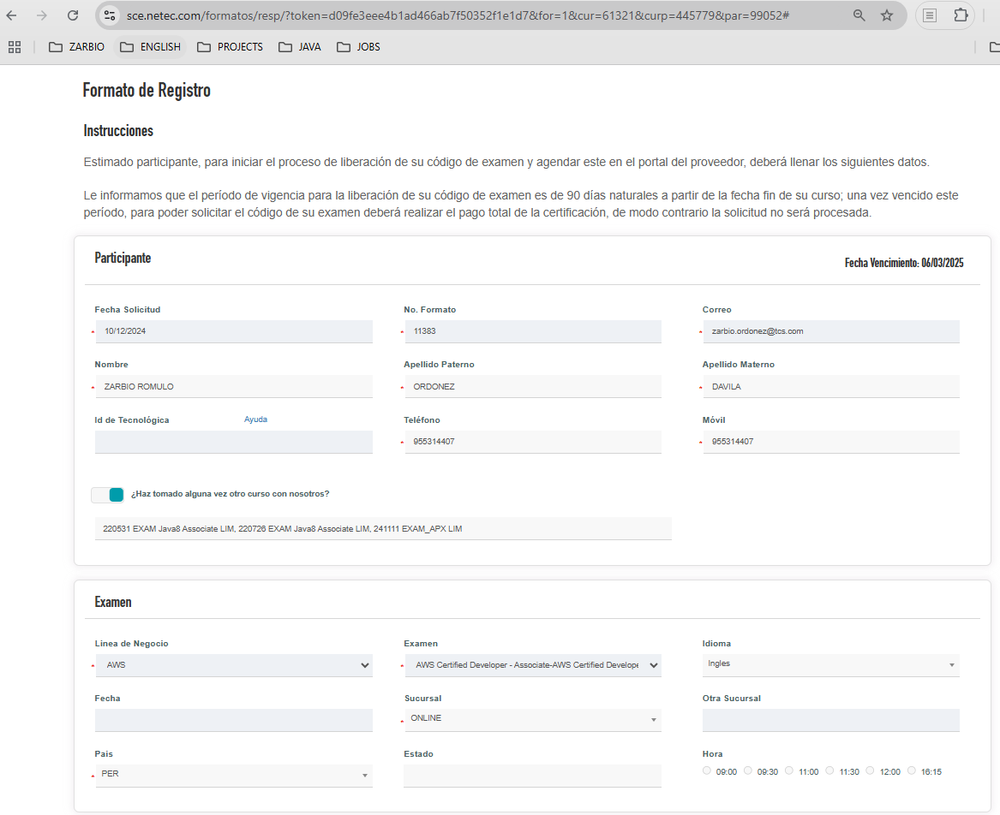 sce.netec.com/formatos/resp/?token=d09fe3eee4b1ad466ab7f50352f1e1d7&for=1&cur=61321&curp=445779&par=99052#
ZARBIO ENGLISH PROJECTS JAVA JOBS
Formato de Registro
Instrucciones
Estimado participante, para iniciar el proceso de liberación de su código de examen y agendar este en el portal del proveedor, deberá llenar los siguientes datos.
Le informamos que el período de vigencia para la liberación de su código de examen es de 90 días naturales a partir de la fecha fin de su curso; una vez vencido este
período, para poder solicitar el código de su examen deberá realizar el pago total de la certificación, de modo contrario la solicitud no será procesada.
Participante
Fecha Vencimiento: 06/03/2025
Fecha Solicitud No. Formato Correo
* 10/12/2024 * 11383 * zarbio.ordonez@tcs.com
Nombre Apellido Paterno Apellido Materno
* ZARBIO ROMULO * ORDONEZ * DAVILA
Id de Tecnológica Ayuda Teléfono Móvil
* 955314407 * 955314407
¿Haz tomado alguna vez otro curso con nosotros?
220531 EXAM Java8 Associate LIM, 220726 EXAM Java8 Associate LIM, 241111 EXAM_APX LIM
Examen
Linea de Negocio Examen Idioma
* AWS * AWS Certified Developer - Associate-AWS Certified Develope Ingles
Fecha Sucursal Otra Sucursal
* ONLINE
Pais Estado Hora
* PER 09:00 09:30 11:00 11:30 12:00 16:15